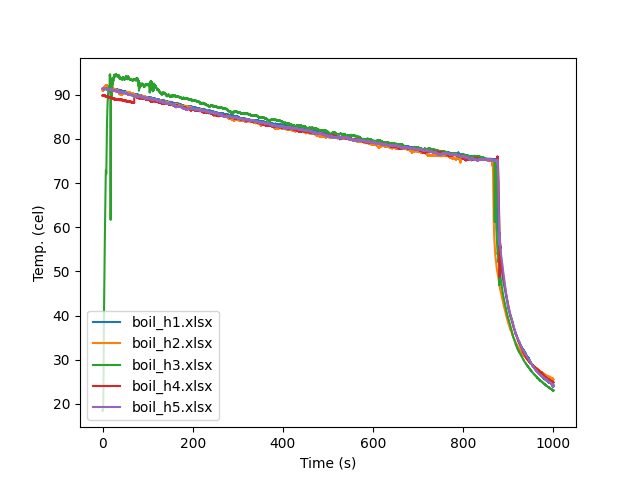 90
80
70
60
50
40
30
20
Temp. (cel)
boil_h1.xlsx
boil_h2.xlsx
boil_h3.xlsx
boil_h4.xlsx
boil_h5.xlsx
0 200 400 600 800 1000
Time (s)